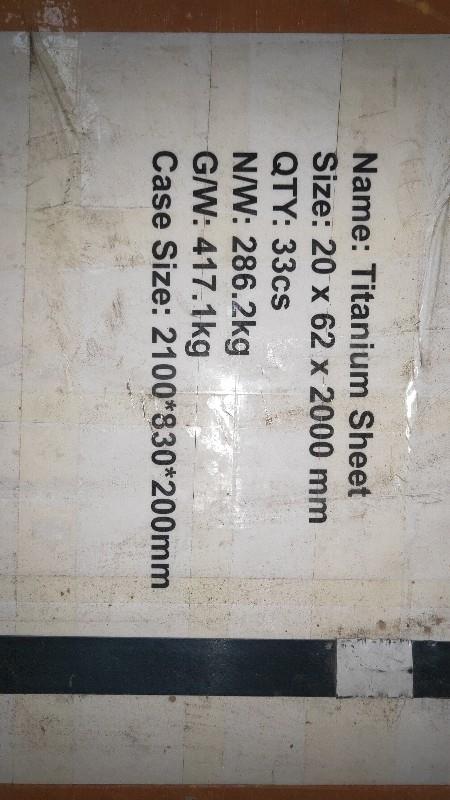 Name: Titanium Sheet
Size: 20 x 62 x 2000 mm
QTY: 33cs
N/W: 286.2kg
G/W: 417.1kg
Case Size: 2100*830*200mm